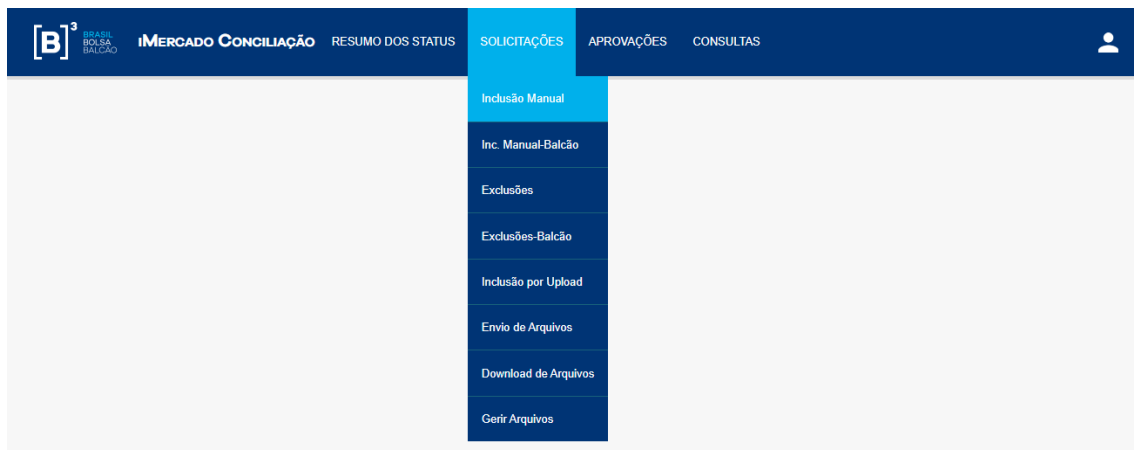 [B]³ BRASIL BOLSA BALCÃO
iMercado Conciliação RESUMO DOS STATUS SOLICITAÇÕES APROVAÇÕES CONSULTAS
Inclusão Manual
Inc. Manual-Balcão
Exclusões
Exclusões-Balcão
Inclusão por Upload
Envio de Arquivos
Download de Arquivos
Gerir Arquivos